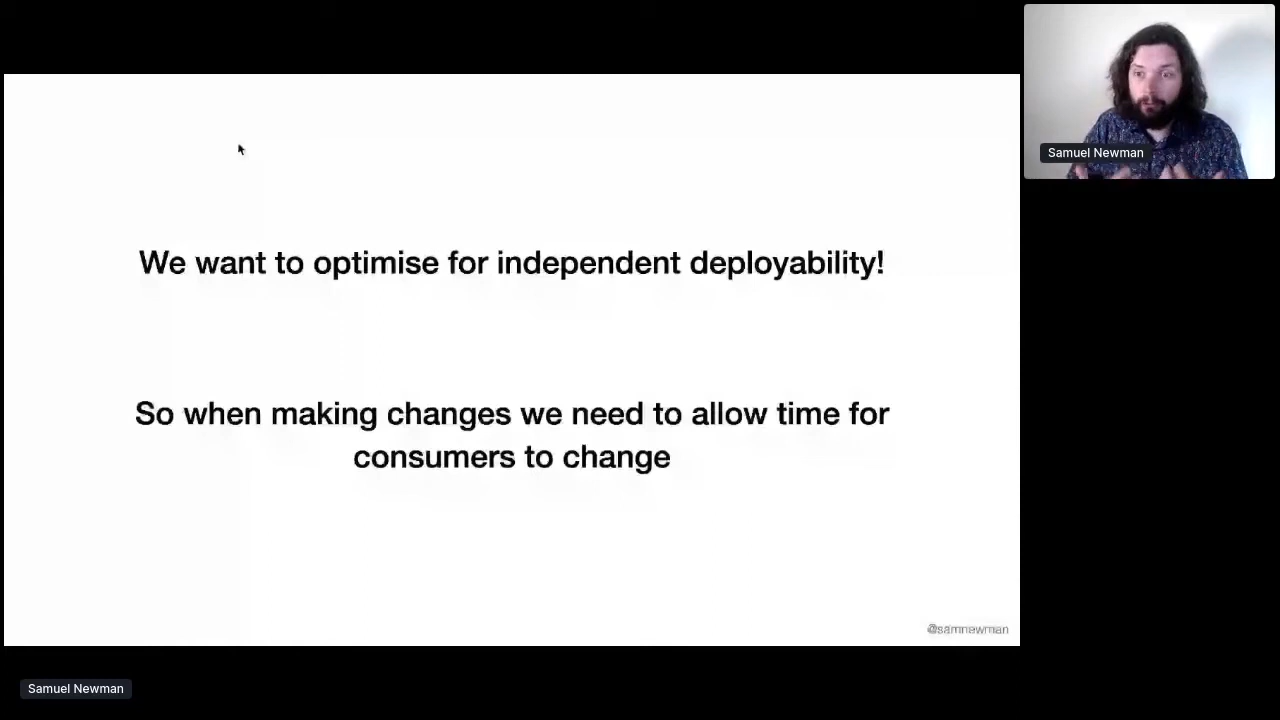 Samuel Newman
We want to optimise for independent deployability!
So when making changes we need to allow time for
consumers to change
@samnewman
Samuel Newman